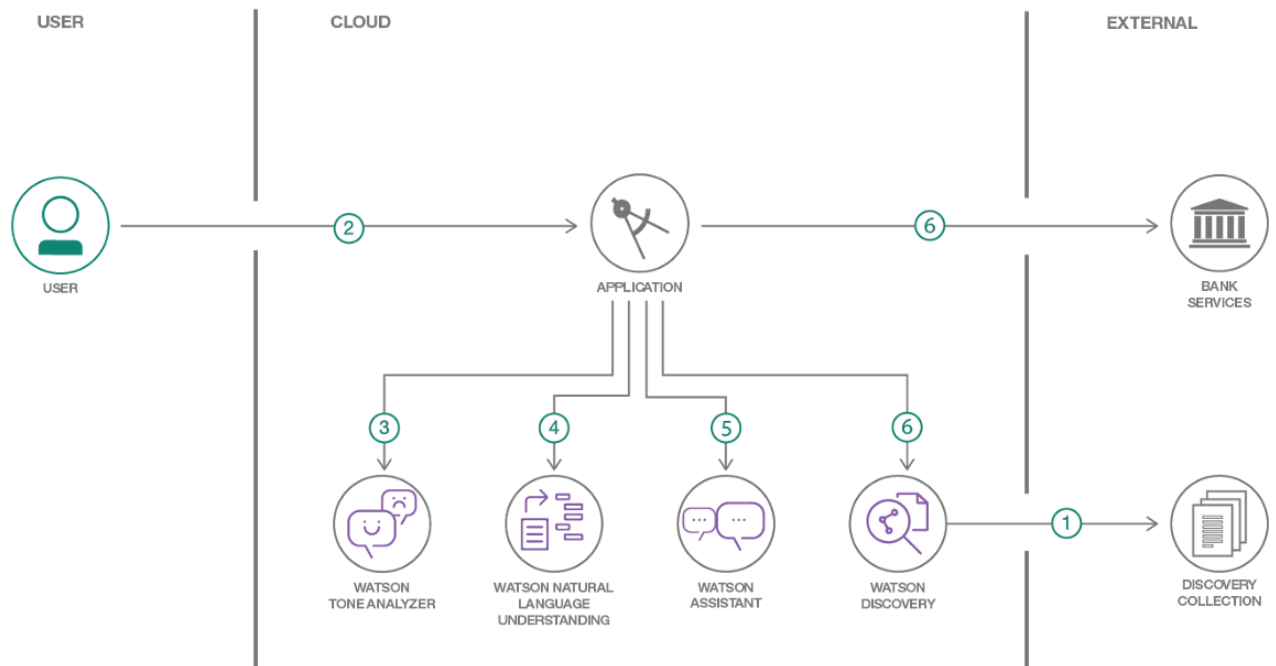 USER
CLOUD
EXTERNAL
2
6
USER
APPLICATION
BANK
SERVICES
3
4
5
6
1
WATSON
TONE ANALYZER
WATSON NATURAL
LANGUAGE
UNDERSTANDING
WATSON
ASSISTANT
WATSON
DISCOVERY
DISCOVERY
COLLECTION